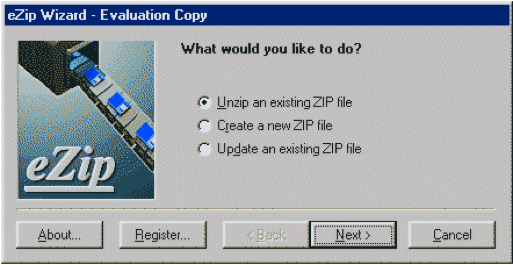 eZip Wizard - Evaluation Copy
What would you like to do?
Unzip an existing ZIP file
Create a new ZIP file
Update an existing ZIP file
eZip
About... Register... < Back Next > Cancel